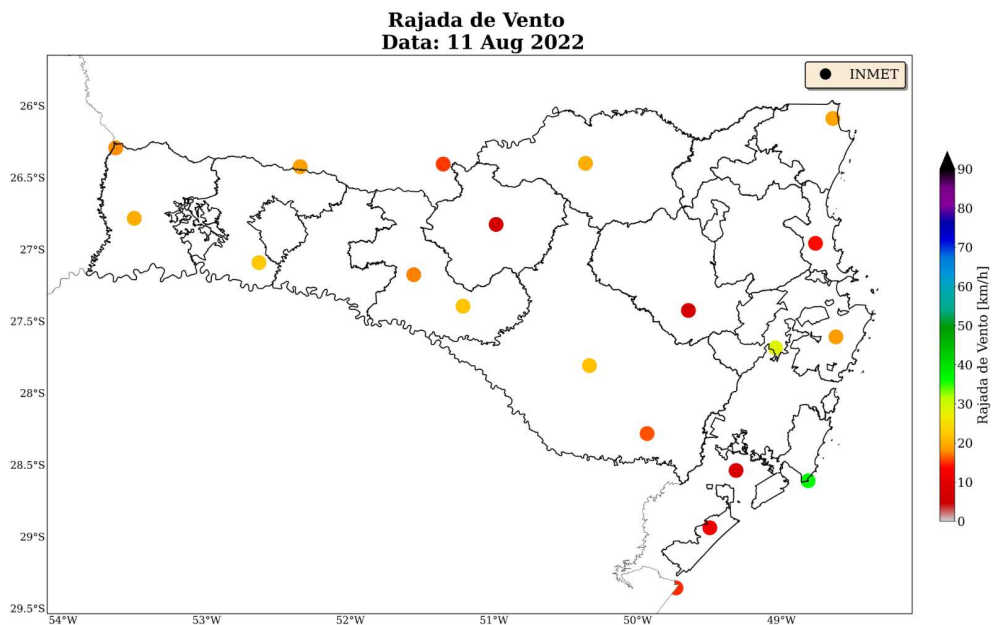 Rajada de Vento
Data: 11 Aug 2022
INMET
26°S
26.5°S
27°S
27.5°S
28°S
28.5°S
29°S
29.5°S
54°W
53°W
52°W
51°W
50°W
49°W
90
80
70
60
50
40
30
20
10
0
Rajada de Vento [km/h]